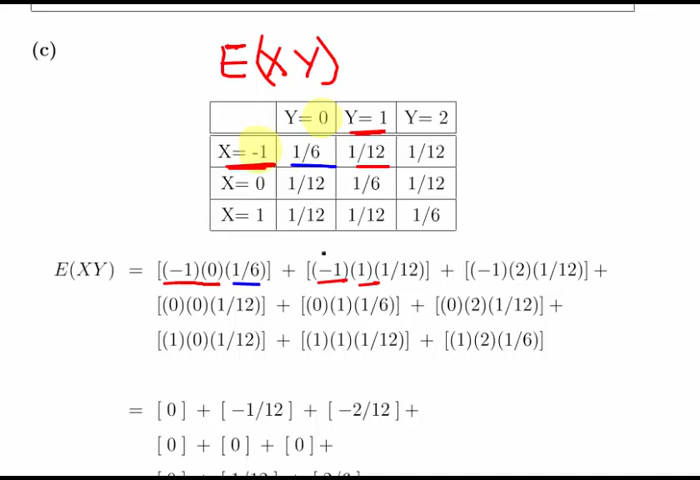 (c)
E(XY)
Y= 0 Y= 1 Y= 2
X= -1 1/6 1/12 1/12
X= 0 1/12 1/6 1/12
X= 1 1/12 1/12 1/6
E(XY) = [(−1)(0)(1/6)] + [(−1)(1)(1/12)] + [(−1)(2)(1/12)] +
[(0)(0)(1/12)] + [(0)(1)(1/6)] + [(0)(2)(1/12)] +
[(1)(0)(1/12)] + [(1)(1)(1/12)] + [(1)(2)(1/6)]
= [ 0 ] + [ −1/12 ] + [ −2/12 ] +
[ 0 ] + [ 0 ] + [ 0 ] +